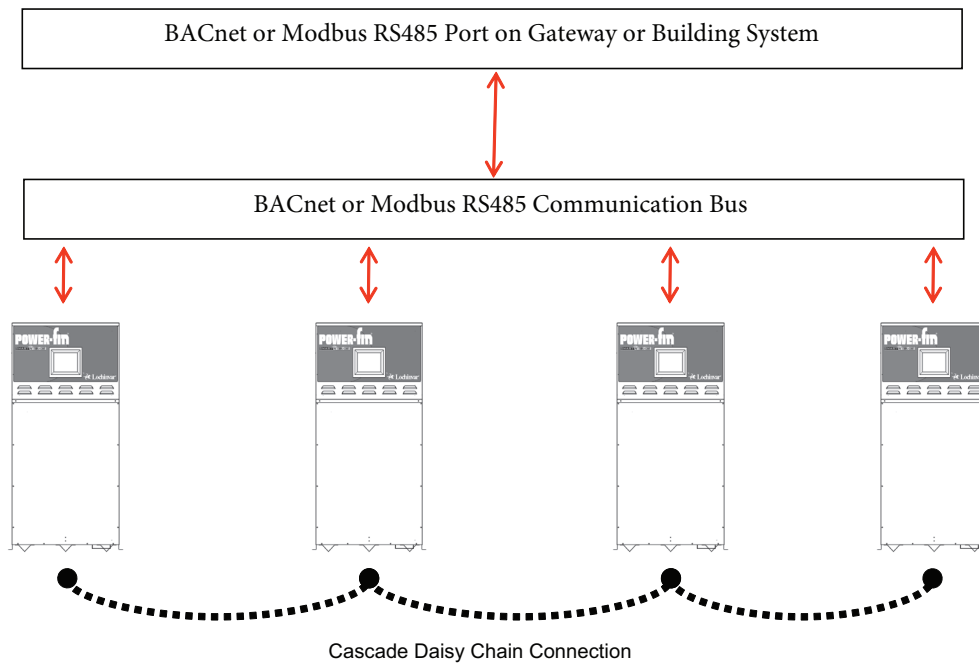 BACnet or Modbus RS485 Port on Gateway or Building System
BACnet or Modbus RS485 Communication Bus
POWER-fin
Lochinvar
POWER-fin
Lochinvar
POWER-fin
Lochinvar
POWER-fin
Lochinvar
Cascade Daisy Chain Connection